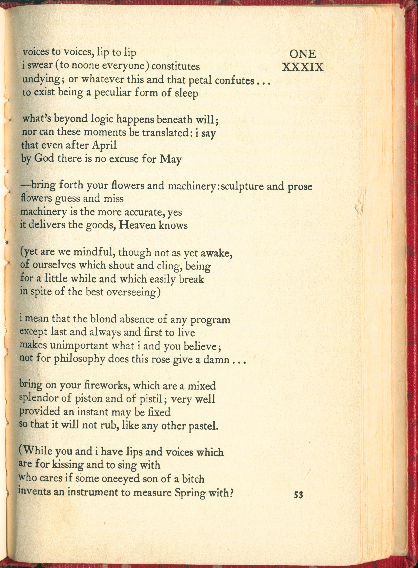 voices to voices, lip to lip
ONE
i swear (to noone everyone) constitutes
XXXIX
undying; or whatever this and that petal confutes...
to exist being a peculiar form of sleep
what's beyond logic happens beneath will;
nor can these moments be translated: i say
that even after April
by God there is no excuse for May
—bring forth your flowers and machinery:sculpture and prose
flowers guess and miss
machinery is the more accurate, yes
it delivers the goods, Heaven knows
(yet are we mindful, though not as yet awake,
of ourselves which shout and cling, being
for a little while and which easily break
in spite of the best overseeing)
i mean that the blond absence of any program
except last and always and first to live
makes unimportant what i and you believe;
not for philosophy does this rose give a damn...
bring on your fireworks, which are a mixed
splendor of piston and of pistil; very well
provided an instant may be fixed
so that it will not rub, like any other pastel.
(While you and i have lips and voices which
are for kissing and to sing with
who cares if some oneeyed son of a bitch
invents an instrument to measure Spring with?
53